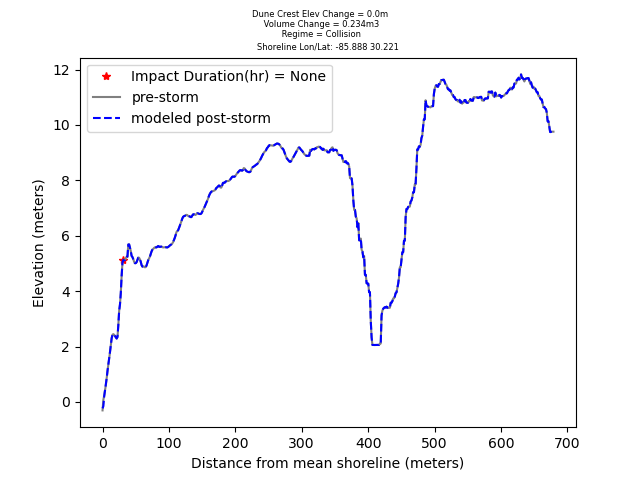 Dune Crest Elev Change = 0.0m
Volume Change = 0.234m3
Regime = Collision
Shoreline Lon/Lat: -85.888 30.221
Impact Duration(hr) = None
pre-storm
modeled post-storm
12
10
8
6
4
2
0
Elevation (meters)
0 100 200 300 400 500 600 700
Distance from mean shoreline (meters)